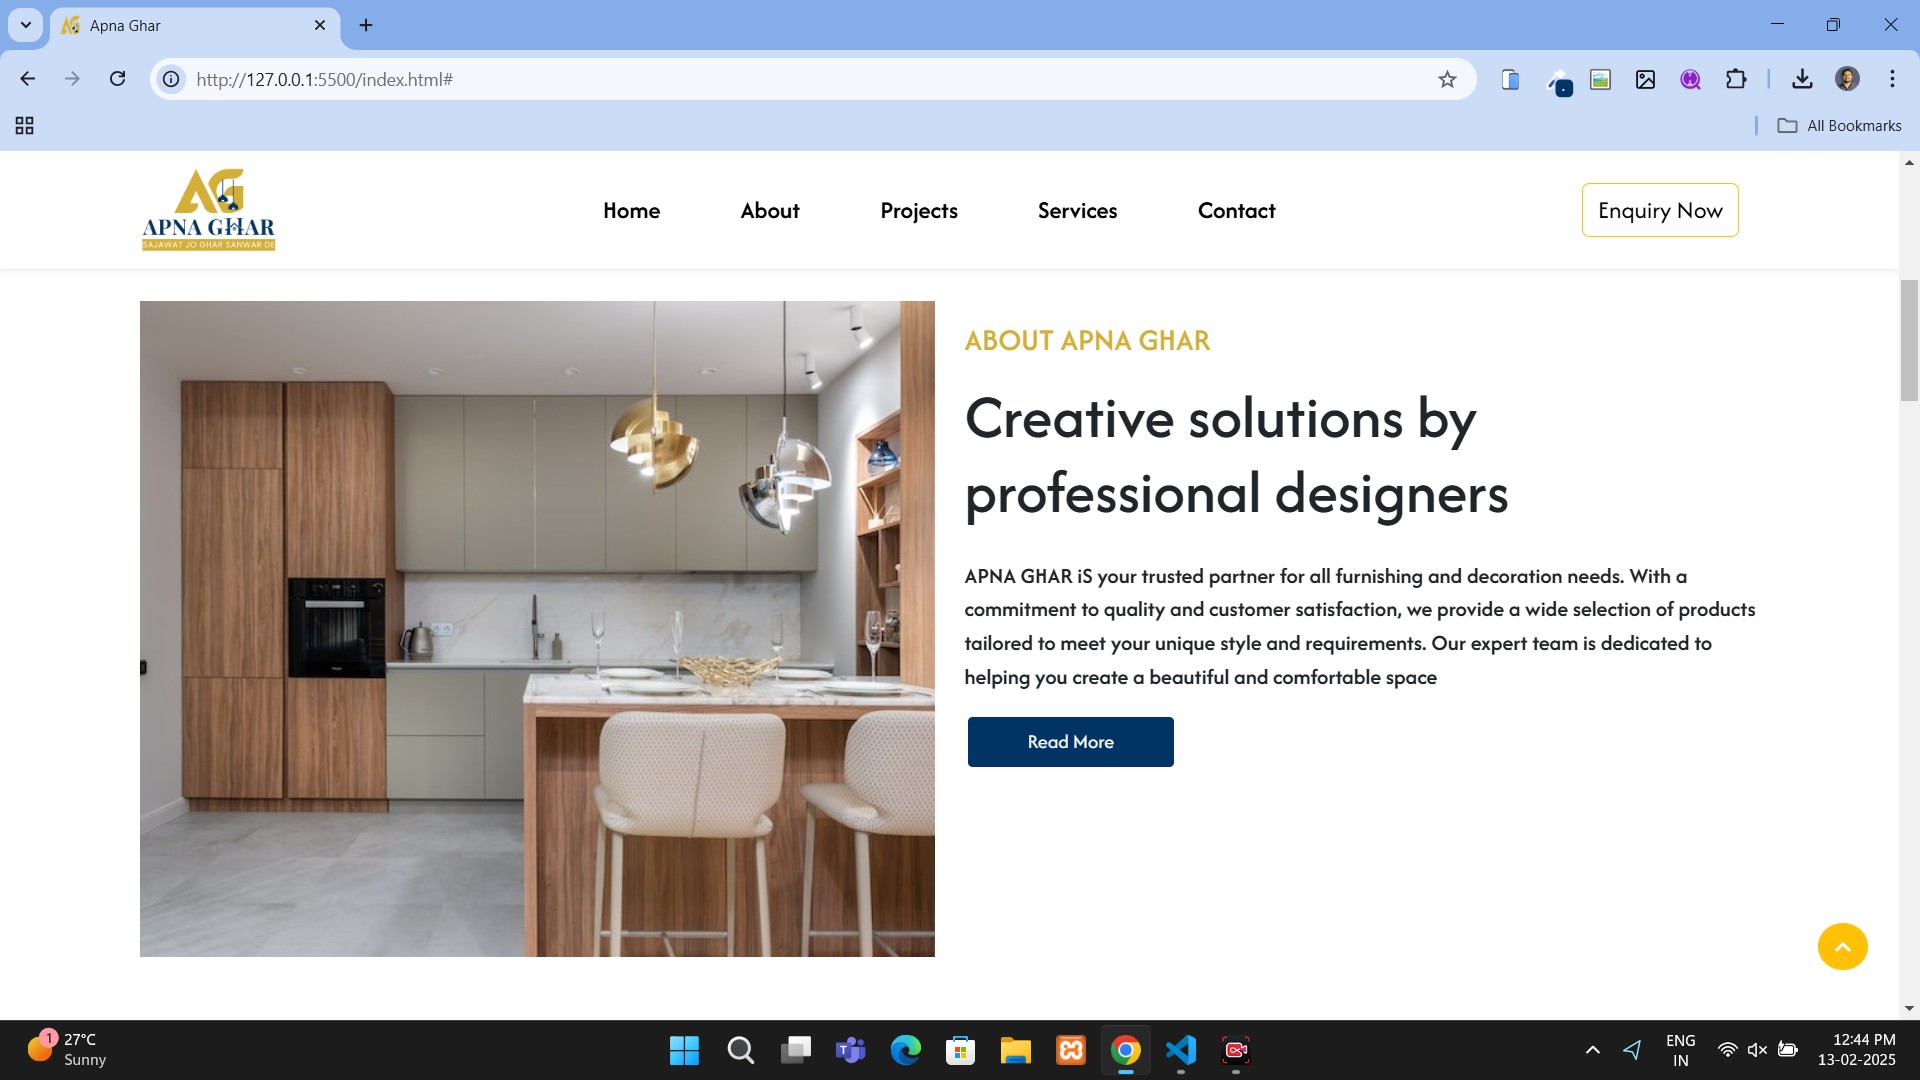 Apna Ghar
http://127.0.0.1:5500/index.html#
All Bookmarks
AG
APNA GHAR
SAJAWAT JO GHAR SANWAR DE
Home
About
Projects
Services
Contact
Enquiry Now
ABOUT APNA GHAR
Creative solutions by
professional designers
APNA GHAR iS your trusted partner for all furnishing and decoration needs. With a
commitment to quality and customer satisfaction, we provide a wide selection of products
tailored to meet your unique style and requirements. Our expert team is dedicated to
helping you create a beautiful and comfortable space
Read More
1
27°C
Sunny
ENG
IN
12:44 PM
13-02-2025